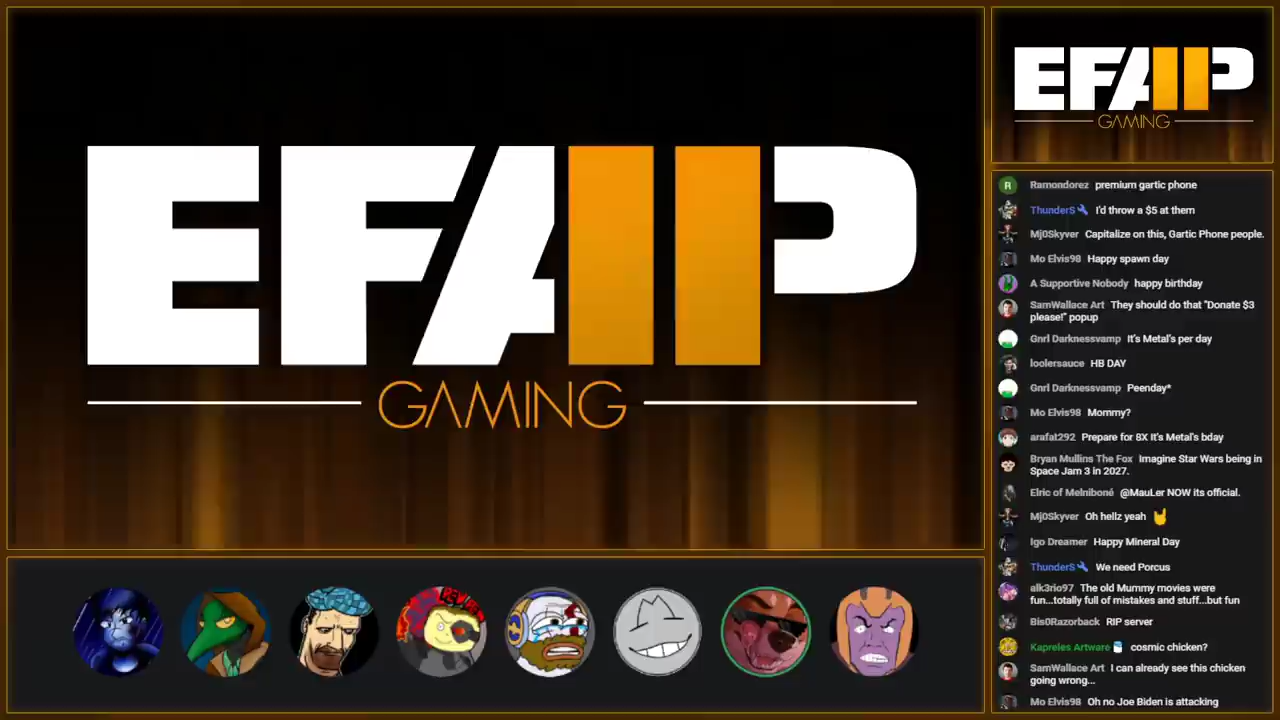 EFAP
GAMING
EFAP
GAMING
R
Ramondorez premium gartic phone
ThunderS I'd throw a $5 at them
Mj0Skyver Capitalize on this, Gartic Phone people.
Mo Elvis98 Happy spawn day
A Supportive Nobody happy birthday
SamWallace Art They should do that "Donate $3
please!" popup
Gnrl Darknessvamp It's Metal's per day
loolersauce HB DAY
Gnrl Darknessvamp Peenday*
Mo Elvis98 Mommy?
arafat292 Prepare for 8X It's Metal's bday
Bryan Mullins The Fox Imagine Star Wars being in
Space Jam 3 in 2027.
Elric of Melniboné @MauLer NOW its official.
Mj0Skyver Oh hellz yeah 🤘
Igo Dreamer Happy Mineral Day
ThunderS We need Porcus
alk3rio97 The old Mummy movies were
fun...totally full of mistakes and stuff...but fun
Bis0Razorback RIP server
Kapreles Artware cosmic chicken?
SamWallace Art I can already see this chicken
going wrong...
Mo Elvis98 Oh no Joe Biden is attacking